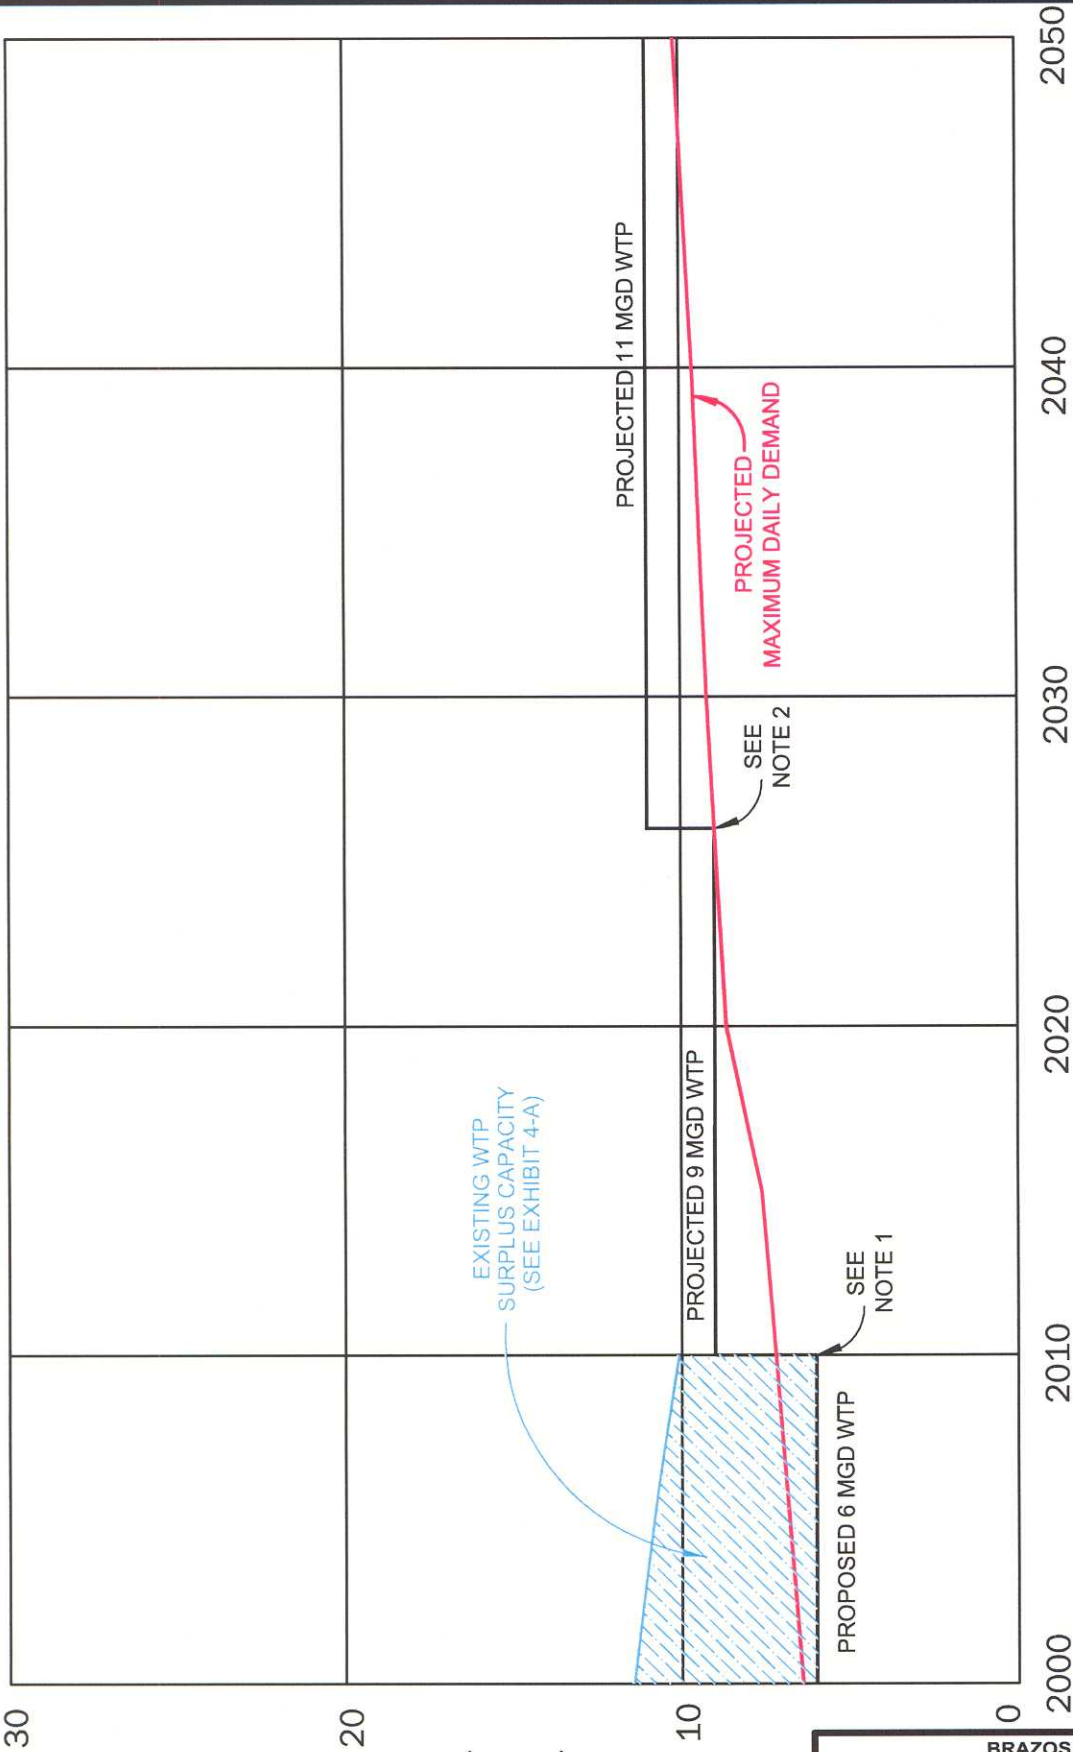 30
20
10
0
2000
2010
2020
2030
2040
2050
EXISTING WTP
SURPLUS CAPACITY
(SEE EXHIBIT 4-A)
PROJECTED 9 MGD WTP
PROPOSED 6 MGD WTP
SEE
NOTE 1
SEE
NOTE 2
PROJECTED 11 MGD WTP
PROJECTED
MAXIMUM DAILY DEMAND
BRAZOS